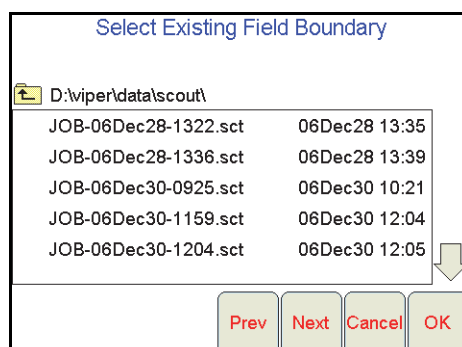 Select Existing Field Boundary
D:\viper\data\scout\
JOB-06Dec28-1322.sct 06Dec28 13:35
JOB-06Dec28-1336.sct 06Dec28 13:39
JOB-06Dec30-0925.sct 06Dec30 10:21
JOB-06Dec30-1159.sct 06Dec30 12:04
JOB-06Dec30-1204.sct 06Dec30 12:05
Prev Next Cancel OK